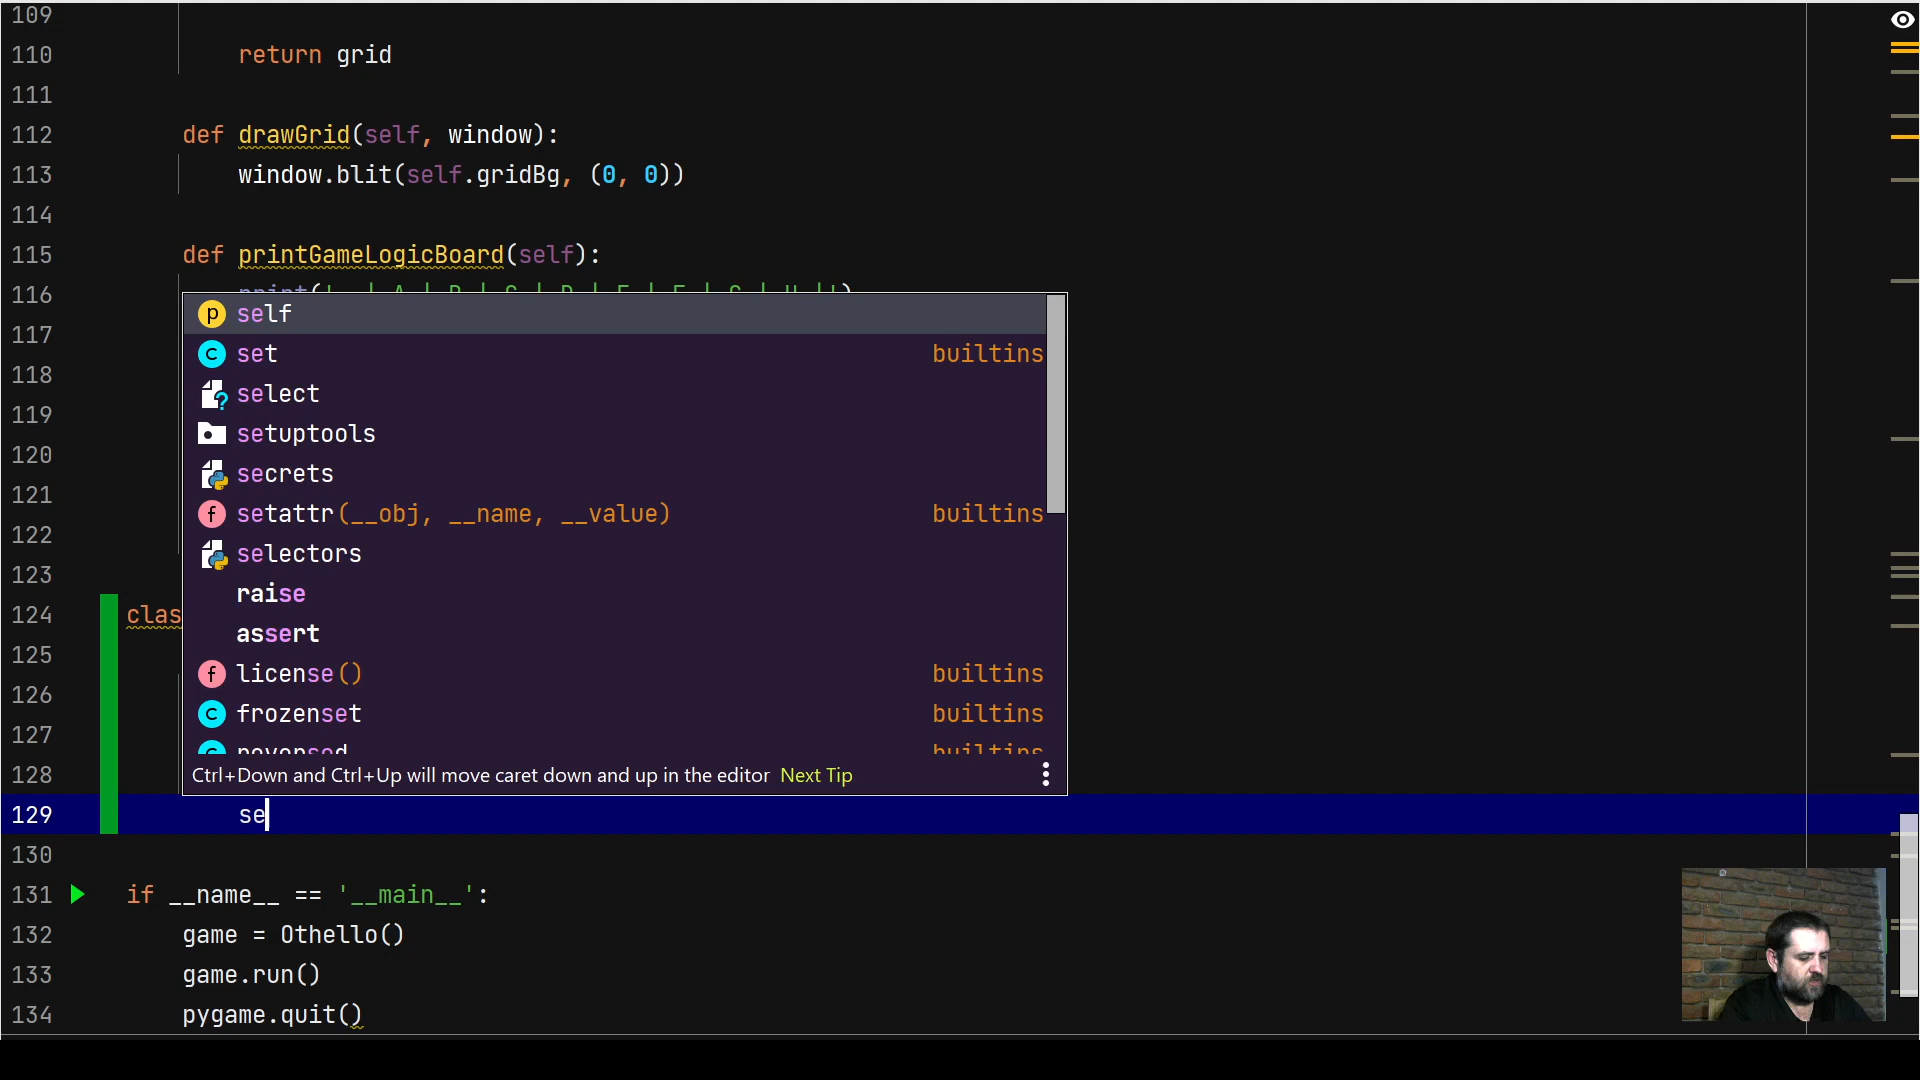 109
110 return grid
111
112 def drawGrid(self, window):
113 window.blit(self.gridBg, (0, 0))
114
115 def printGameLogicBoard(self):
116 print(' | A | B | C | D | E | F | G | H |')
p self
117
c set builtins
118
select
119
setuptools
120
secrets
121
f setattr(__obj, __name, __value) builtins
122
selectors
123
raise
124 clas
assert
125
f license() builtins
126
c frozenset builtins
127
reversed builtins
128
Ctrl+Down and Ctrl+Up will move caret down and up in the editor Next Tip
129 se
130
131 if __name__ == '__main__':
132 game = Othello()
133 game.run()
134 pygame.quit()